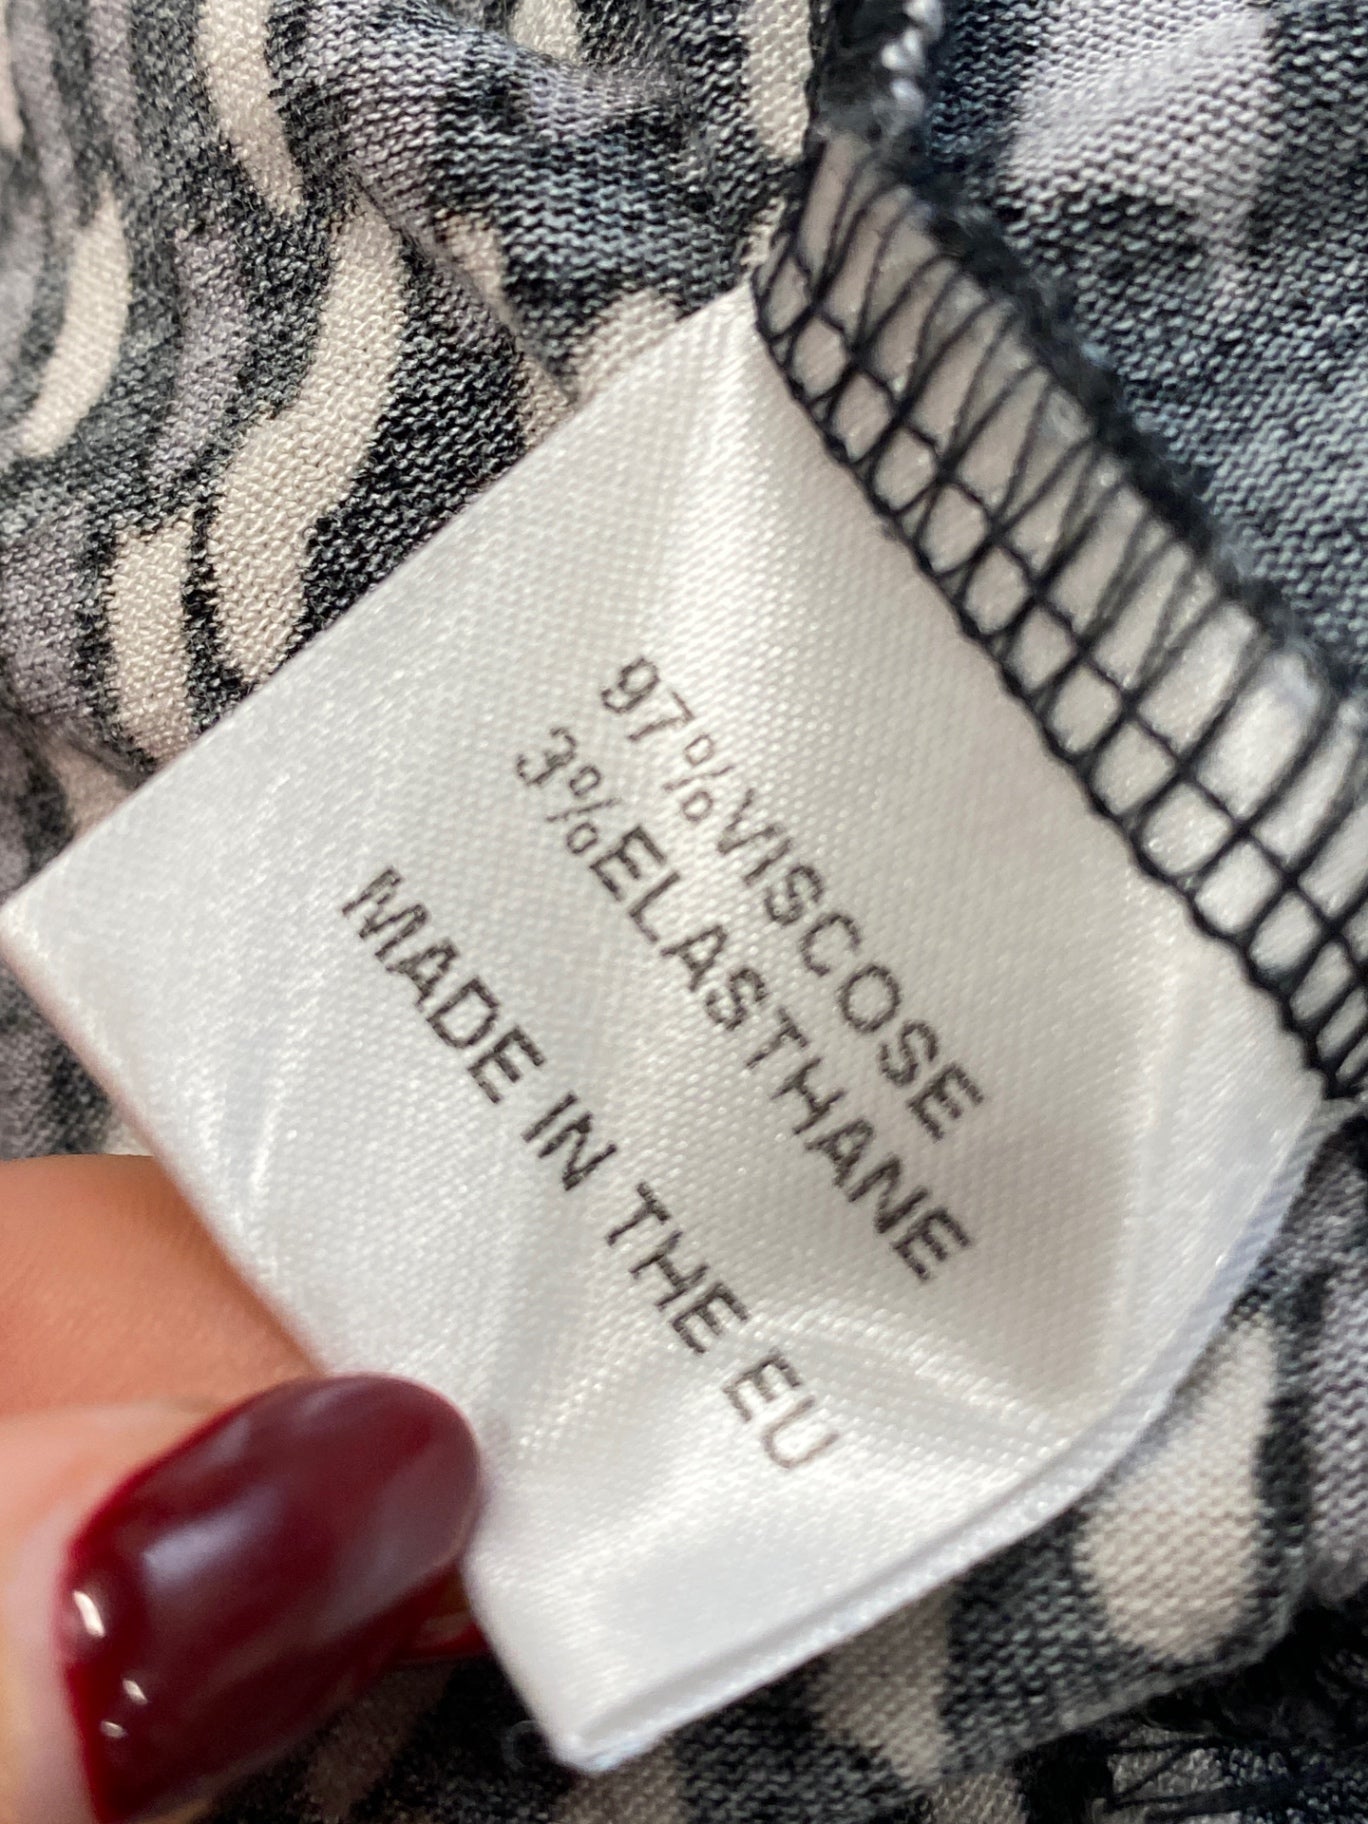 97%VISCOSE
3%ELASTHANE
MADE IN THE EU